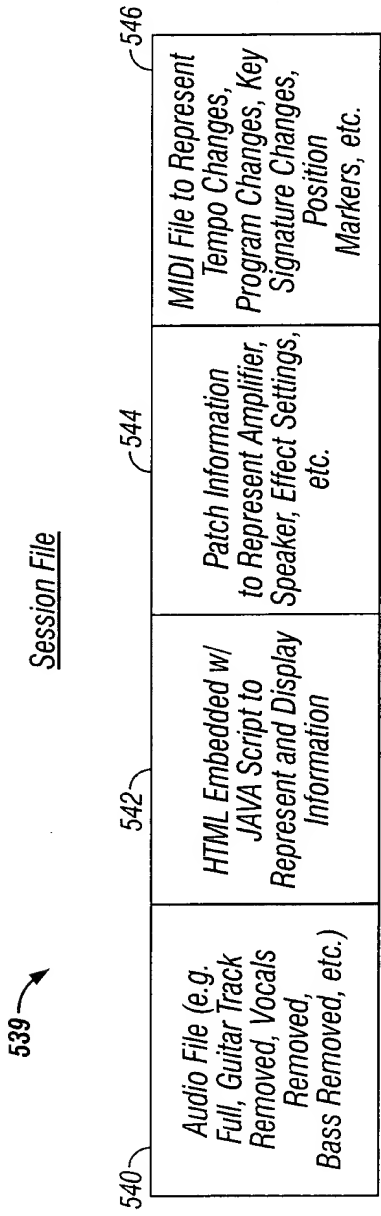 Session File
539
540
Audio File (e.g.
Full, Guitar Track
Removed, Vocals
Removed,
Bass Removed, etc.)
542
HTML Embedded w/
JAVA Script to
Represent and Display
Information
544
Patch Information
to Represent Amplifier,
Speaker, Effect Settings,
etc.
546
MIDI File to Represent
Tempo Changes,
Program Changes, Key
Signature Changes,
Position
Markers, etc.